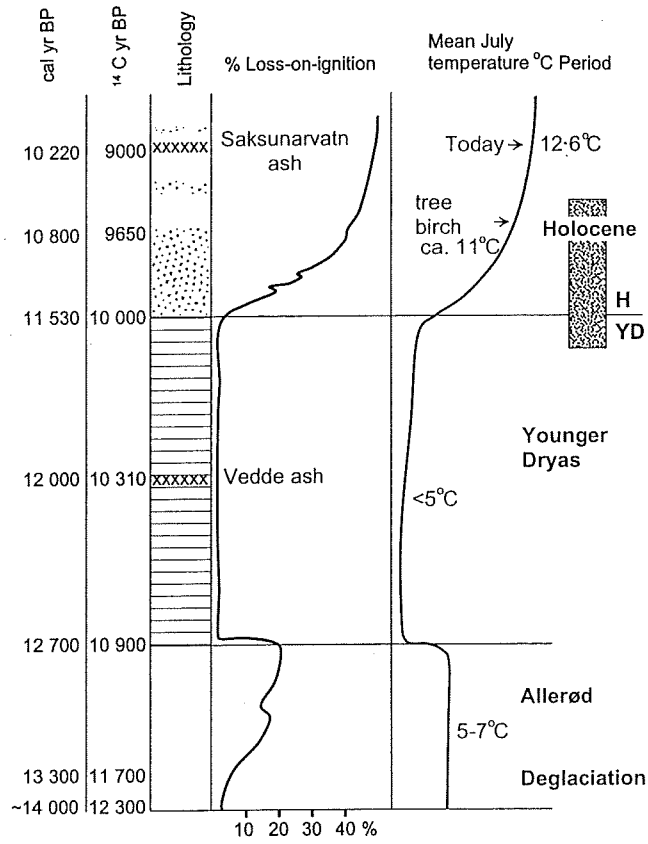 cal yr BP
14 C yr BP
Lithology
% Loss-on-ignition
Mean July
temperature °C Period
10 220 9000 xxxxxx Saksunarvatn
ash
Today → 12·6°C
tree
birch
ca. 11°C
10 800 9650
Holocene
11 530 10 000
H
YD
Younger
Dryas
12 000 10 310 xxxxxx Vedde ash
<5°C
12 700 10 900
Allerød
5-7°C
13 300 11 700
Deglaciation
~14 000 12 300
10 20 30 40 %